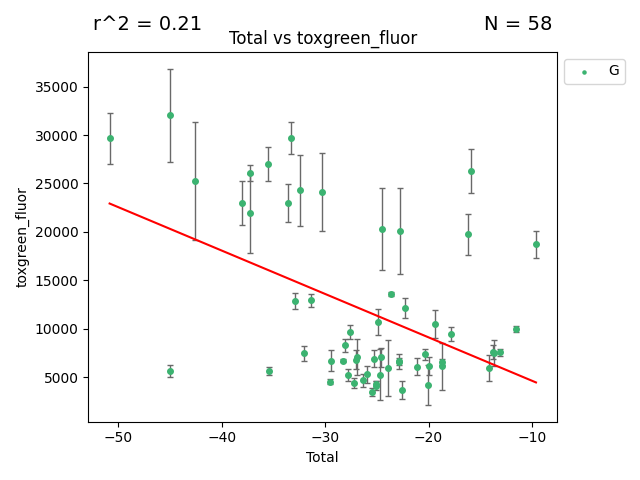 r^2 = 0.21
N = 58
Total vs toxgreen_fluor
G
35000
30000
25000
20000
15000
10000
5000
toxgreen_fluor
−50
−40
−30
−20
−10
Total